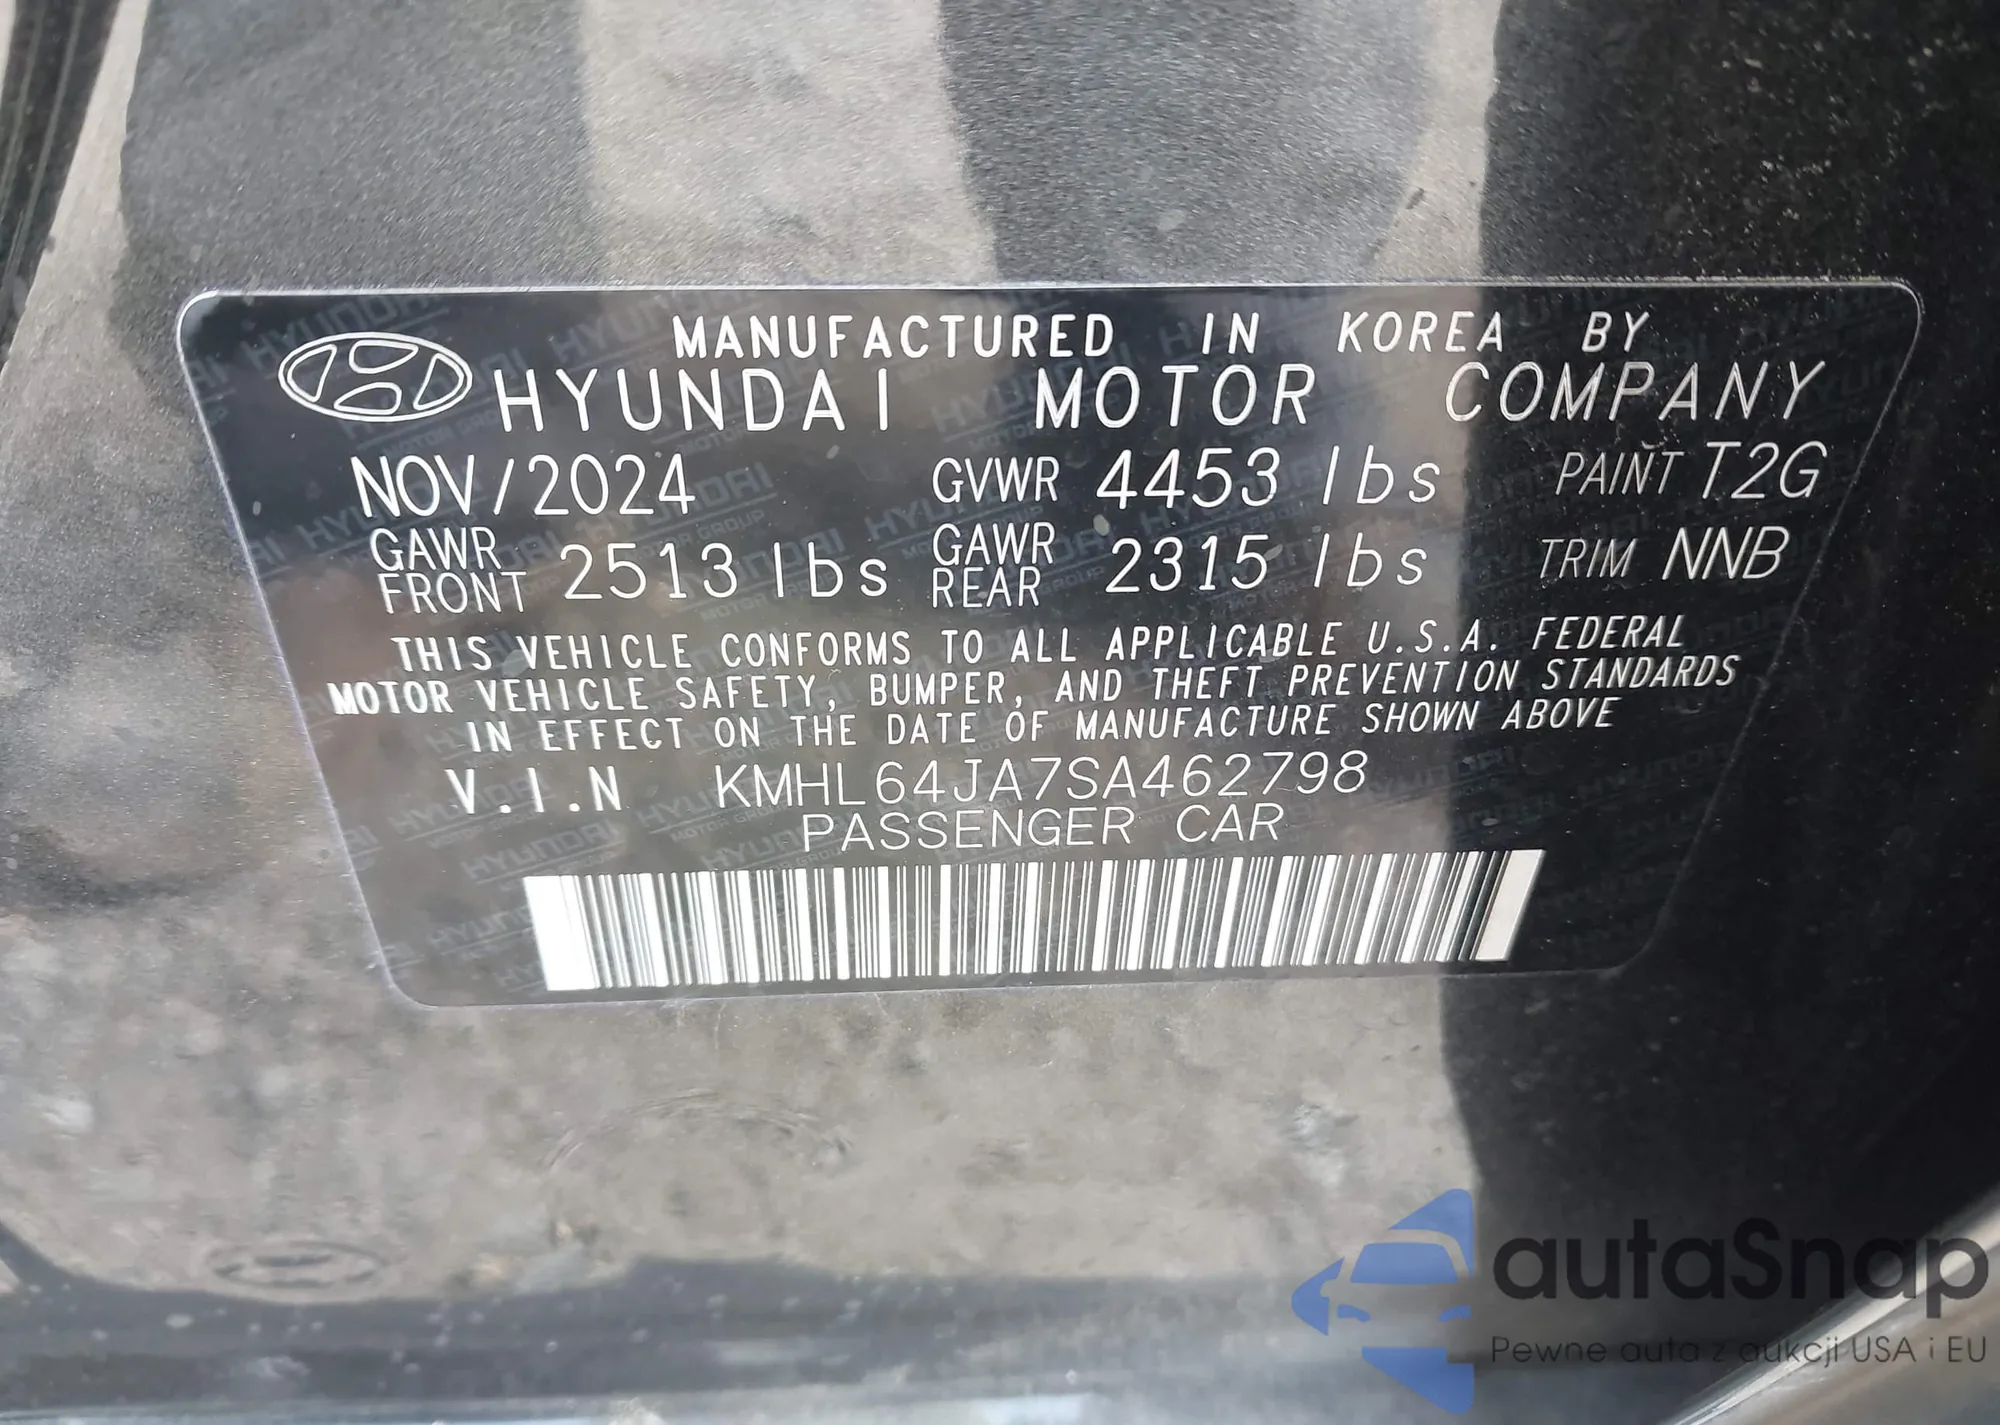 MANUFACTURED IN KOREA BY
HYUNDAI MOTOR COMPANY
NOV/2024 GVWR 4453 lbs PAINT T2G
GAWR FRONT 2513 lbs GAWR REAR 2315 lbs TRIM NNB
THIS VEHICLE CONFORMS TO ALL APPLICABLE U.S.A. FEDERAL
MOTOR VEHICLE SAFETY, BUMPER, AND THEFT PREVENTION STANDARDS
IN EFFECT ON THE DATE OF MANUFACTURE SHOWN ABOVE
V.I.N KMHL64JA7SA462798
PASSENGER CAR
autaSnap
Pewne auta z aukcji USA i EU